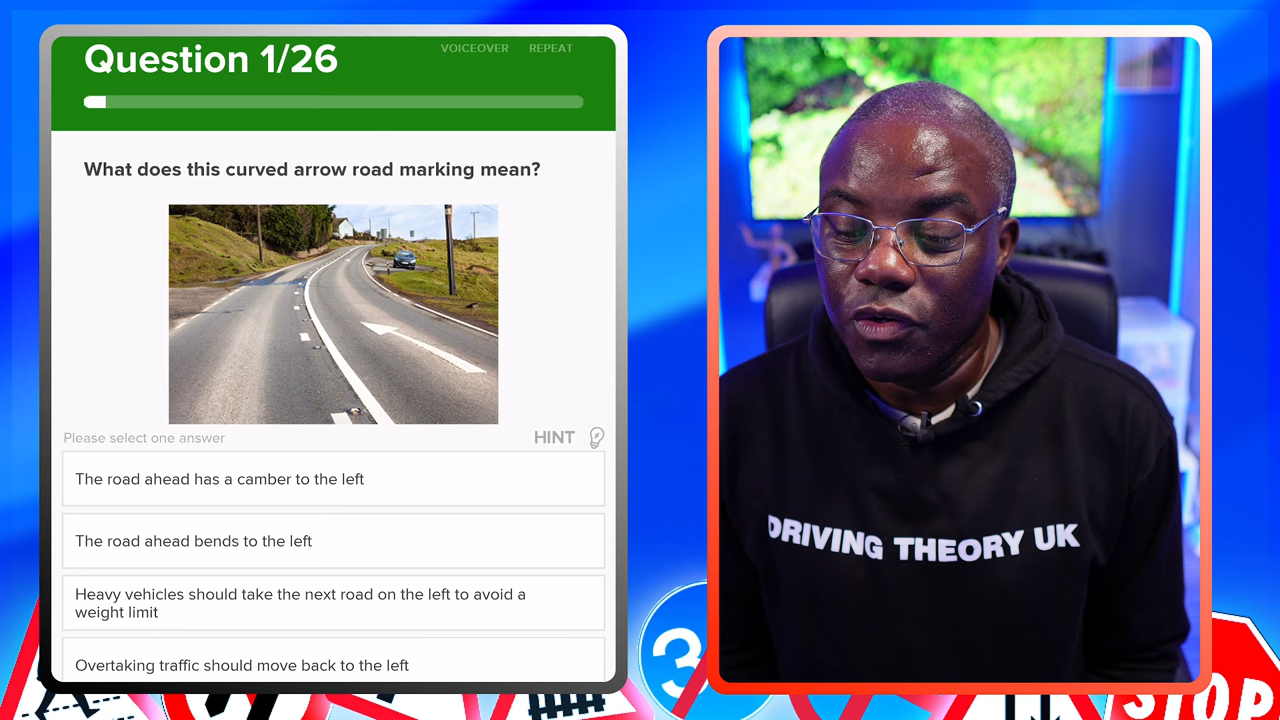 Question 1/26
VOICEOVER REPEAT
What does this curved arrow road marking mean?
Please select one answer
HINT
The road ahead has a camber to the left
The road ahead bends to the left
Heavy vehicles should take the next road on the left to avoid a
weight limit
Overtaking traffic should move back to the left
DRIVING THEORY UK
3
STOP